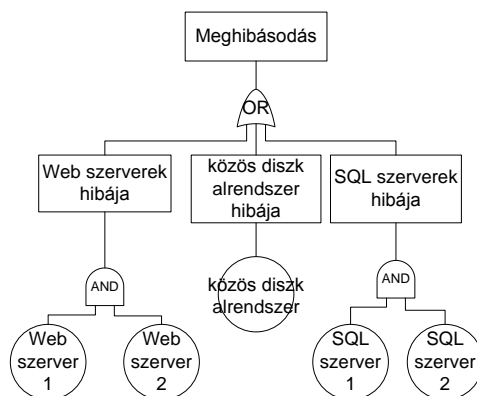 Meghibásodás
OR
Web szerverek
hibája
közös diszk
alrendszer
hibája
SQL szerverek
hibája
AND
közös diszk
alrendszer
AND
Web
szerver
1
Web
szerver
2
SQL
szerver
1
SQL
szerver
2